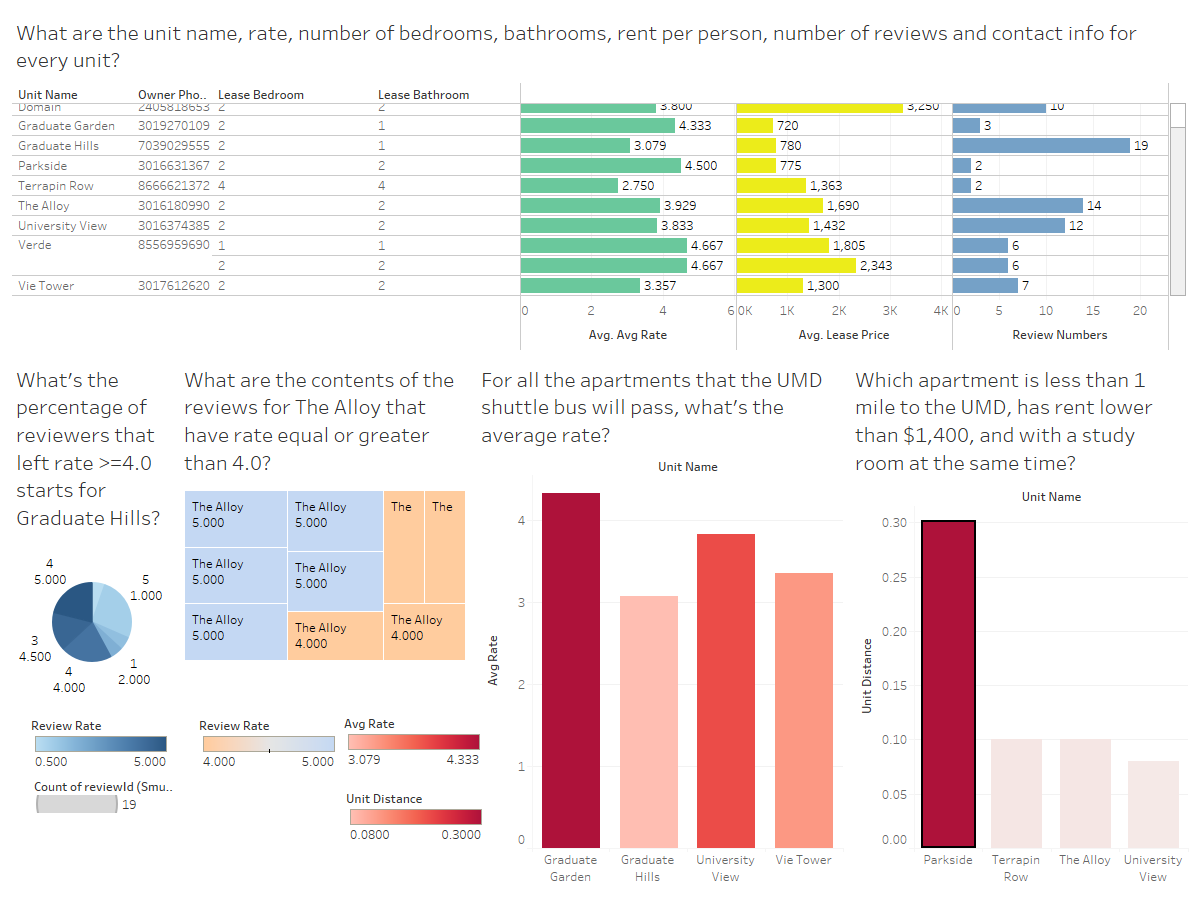 What are the unit name, rate, number of bedrooms, bathrooms, rent per person, number of reviews and contact info for
every unit?
Unit Name Owner Pho.. Lease Bedroom Lease Bathroom
Domain 2405818653 2 2 3.800 3,250 10
Graduate Garden 3019270109 2 1 4.333 720 3
Graduate Hills 7039029555 2 1 3.079 780 19
Parkside 3016631367 2 2 4.500 775 2
Terrapin Row 8666621372 4 4 2.750 1,363 2
The Alloy 3016180990 2 2 3.929 1,690 14
University View 3016374385 2 2 3.833 1,432 12
Verde 8556959690 1 1 4.667 1,805 6
2 2 4.667 2,343 6
Vie Tower 3017612620 2 2 3.357 1,300 7
0 2 4 6 0K 1K 2K 3K 4K 0 5 10 15 20
Avg. Avg Rate Avg. Lease Price Review Numbers
What's the
percentage of
reviewers that
left rate >=4.0
starts for
Graduate Hills?
4
5.000
5
1.000
3
4.500
4
4.000
1
2.000
Review Rate
0.500 5.000
Count of reviewId (Smu..
19
What are the contents of the
reviews for The Alloy that
have rate equal or greater
than 4.0?
The Alloy
5.000
The Alloy
5.000
The Alloy
5.000
The Alloy
5.000
The Alloy
5.000
The Alloy
4.000
The
The
The Alloy
4.000
Review Rate
4.000 5.000
Avg Rate
3.079 4.333
Unit Distance
0.0800 0.3000
For all the apartments that the UMD
shuttle bus will pass, what's the
average rate?
Unit Name
Avg Rate
4
3
2
1
0
Graduate
Garden
Graduate
Hills
University
View
Vie Tower
Which apartment is less than 1
mile to the UMD, has rent lower
than $1,400, and with a study
room at the same time?
Unit Name
Unit Distance
0.30
0.25
0.20
0.15
0.10
0.05
0.00
Parkside
Terrapin
Row
The Alloy
University
View